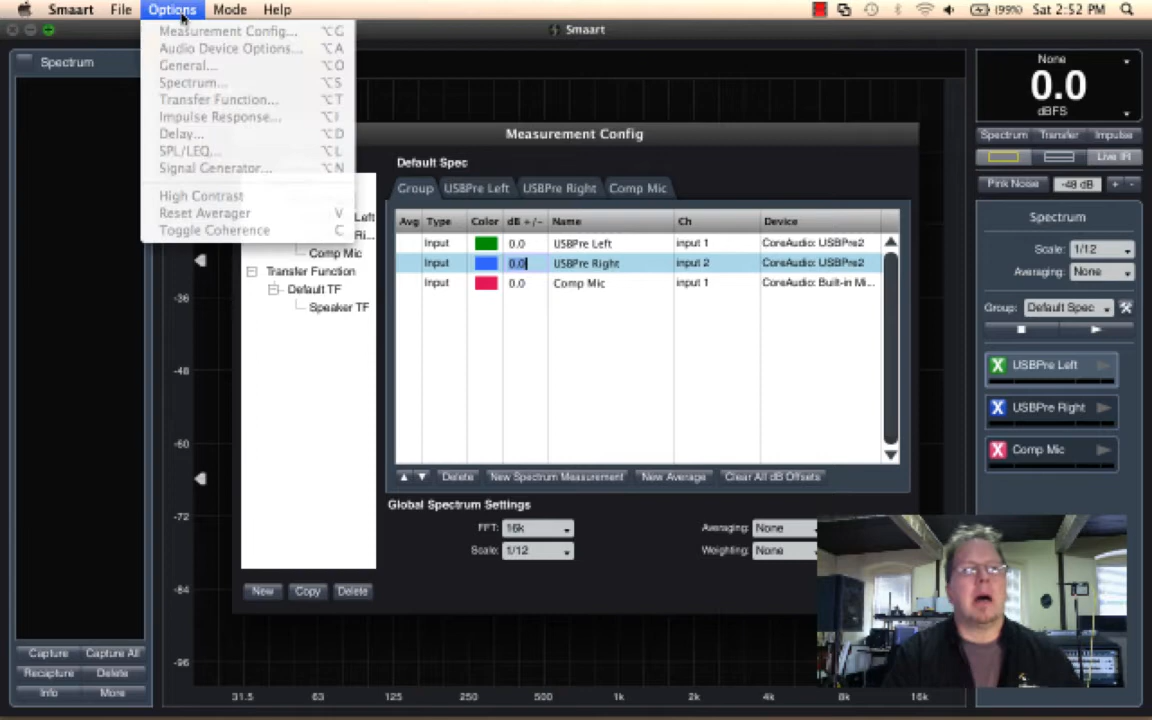 Smaart File Options Mode Help (99%) Sat 2:52 PM
Smaart
Measurement Config... ⌥G
Audio Device Options... ⌥A
General... ⌥O
Spectrum... ⌥S
Transfer Function... ⌥T
Impulse Response... ⌥I
Delay... ⌥D
SPL/LEQ... ⌥L
Signal Generator... ⌥N
High Contrast
Reset Averager V
Toggle Coherence C
Spectrum
Measurement Config
Default Spec
Group USBPre Left USBPre Right Comp Mic
Avg Type Color dB +/- Name Ch Device
Input 0.0 USBPre Left input 1 CoreAudio: USBPre2
Input 0.0 USBPre Right input 2 CoreAudio: USBPre2
Input 0.0 Comp Mic input 1 CoreAudio: Built-in Mi...
Left
Ri...
Comp Mic
Transfer Function
Default TF
Speaker TF
Delete New Spectrum Measurement New Average Clear All dB Offsets
Global Spectrum Settings
FFT: 16k Averaging: None
Scale: 1/12 Weighting: None
New Copy Delete
-36
-48
-60
-72
-84
-96
31.5 63 125 250 500 1k 2k 4k 8k 16k
Capture Capture All
Recapture Delete
Info More
None
0.0
dBFS
Spectrum Transfer Impulse
Live IR
Pink Noise -48 dB + -
Spectrum
Scale: 1/12
Averaging: None
Group: Default Spec
X USBPre Left
X USBPre Right
X Comp Mic